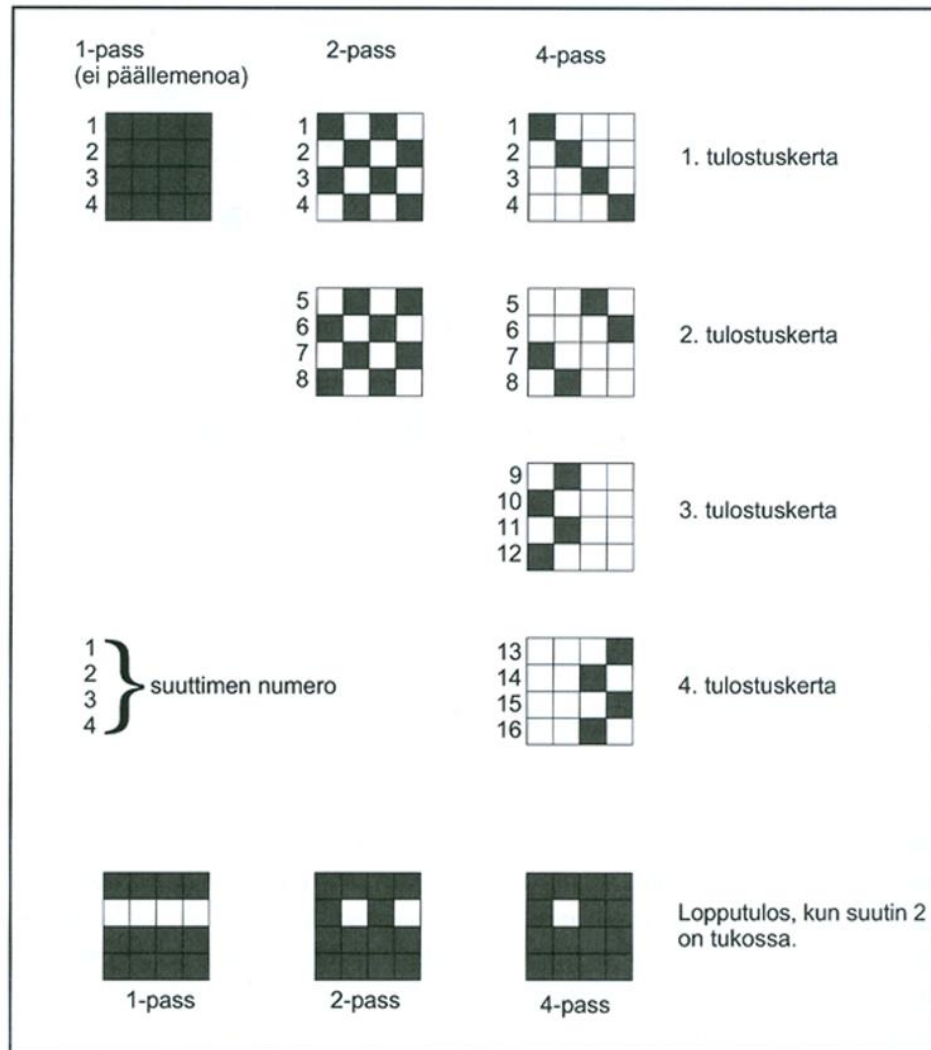 1-pass
(ei päällemenoa)
2-pass
4-pass
1
2
3
4
1
2
3
4
1
2
3
4
1. tulostuskerta
5
6
7
8
5
6
7
8
2. tulostuskerta
9
10
11
12
3. tulostuskerta
1
2
3
4
suuttimen numero
13
14
15
16
4. tulostuskerta
1-pass
2-pass
4-pass
Lopputulos, kun suutin 2
on tukossa.